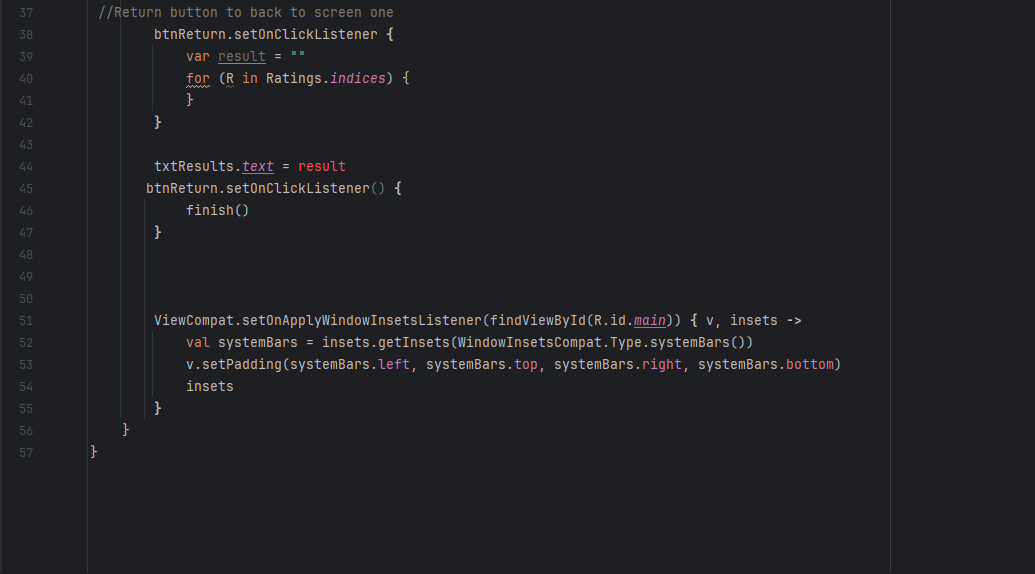 37 //Return button to back to screen one
38 btnReturn.setOnClickListener {
39 var result = ""
40 for (R in Ratings.indices) {
41 }
42 }
43
44 txtResults.text = result
45 btnReturn.setOnClickListener() {
46 finish()
47 }
48
49
50
51 ViewCompat.setOnApplyWindowInsetsListener(findViewById(R.id.main)) { v, insets ->
52 val systemBars = insets.getInsets(WindowInsetsCompat.Type.systemBars())
53 v.setPadding(systemBars.left, systemBars.top, systemBars.right, systemBars.bottom)
54 insets
55 }
56 }
57 }